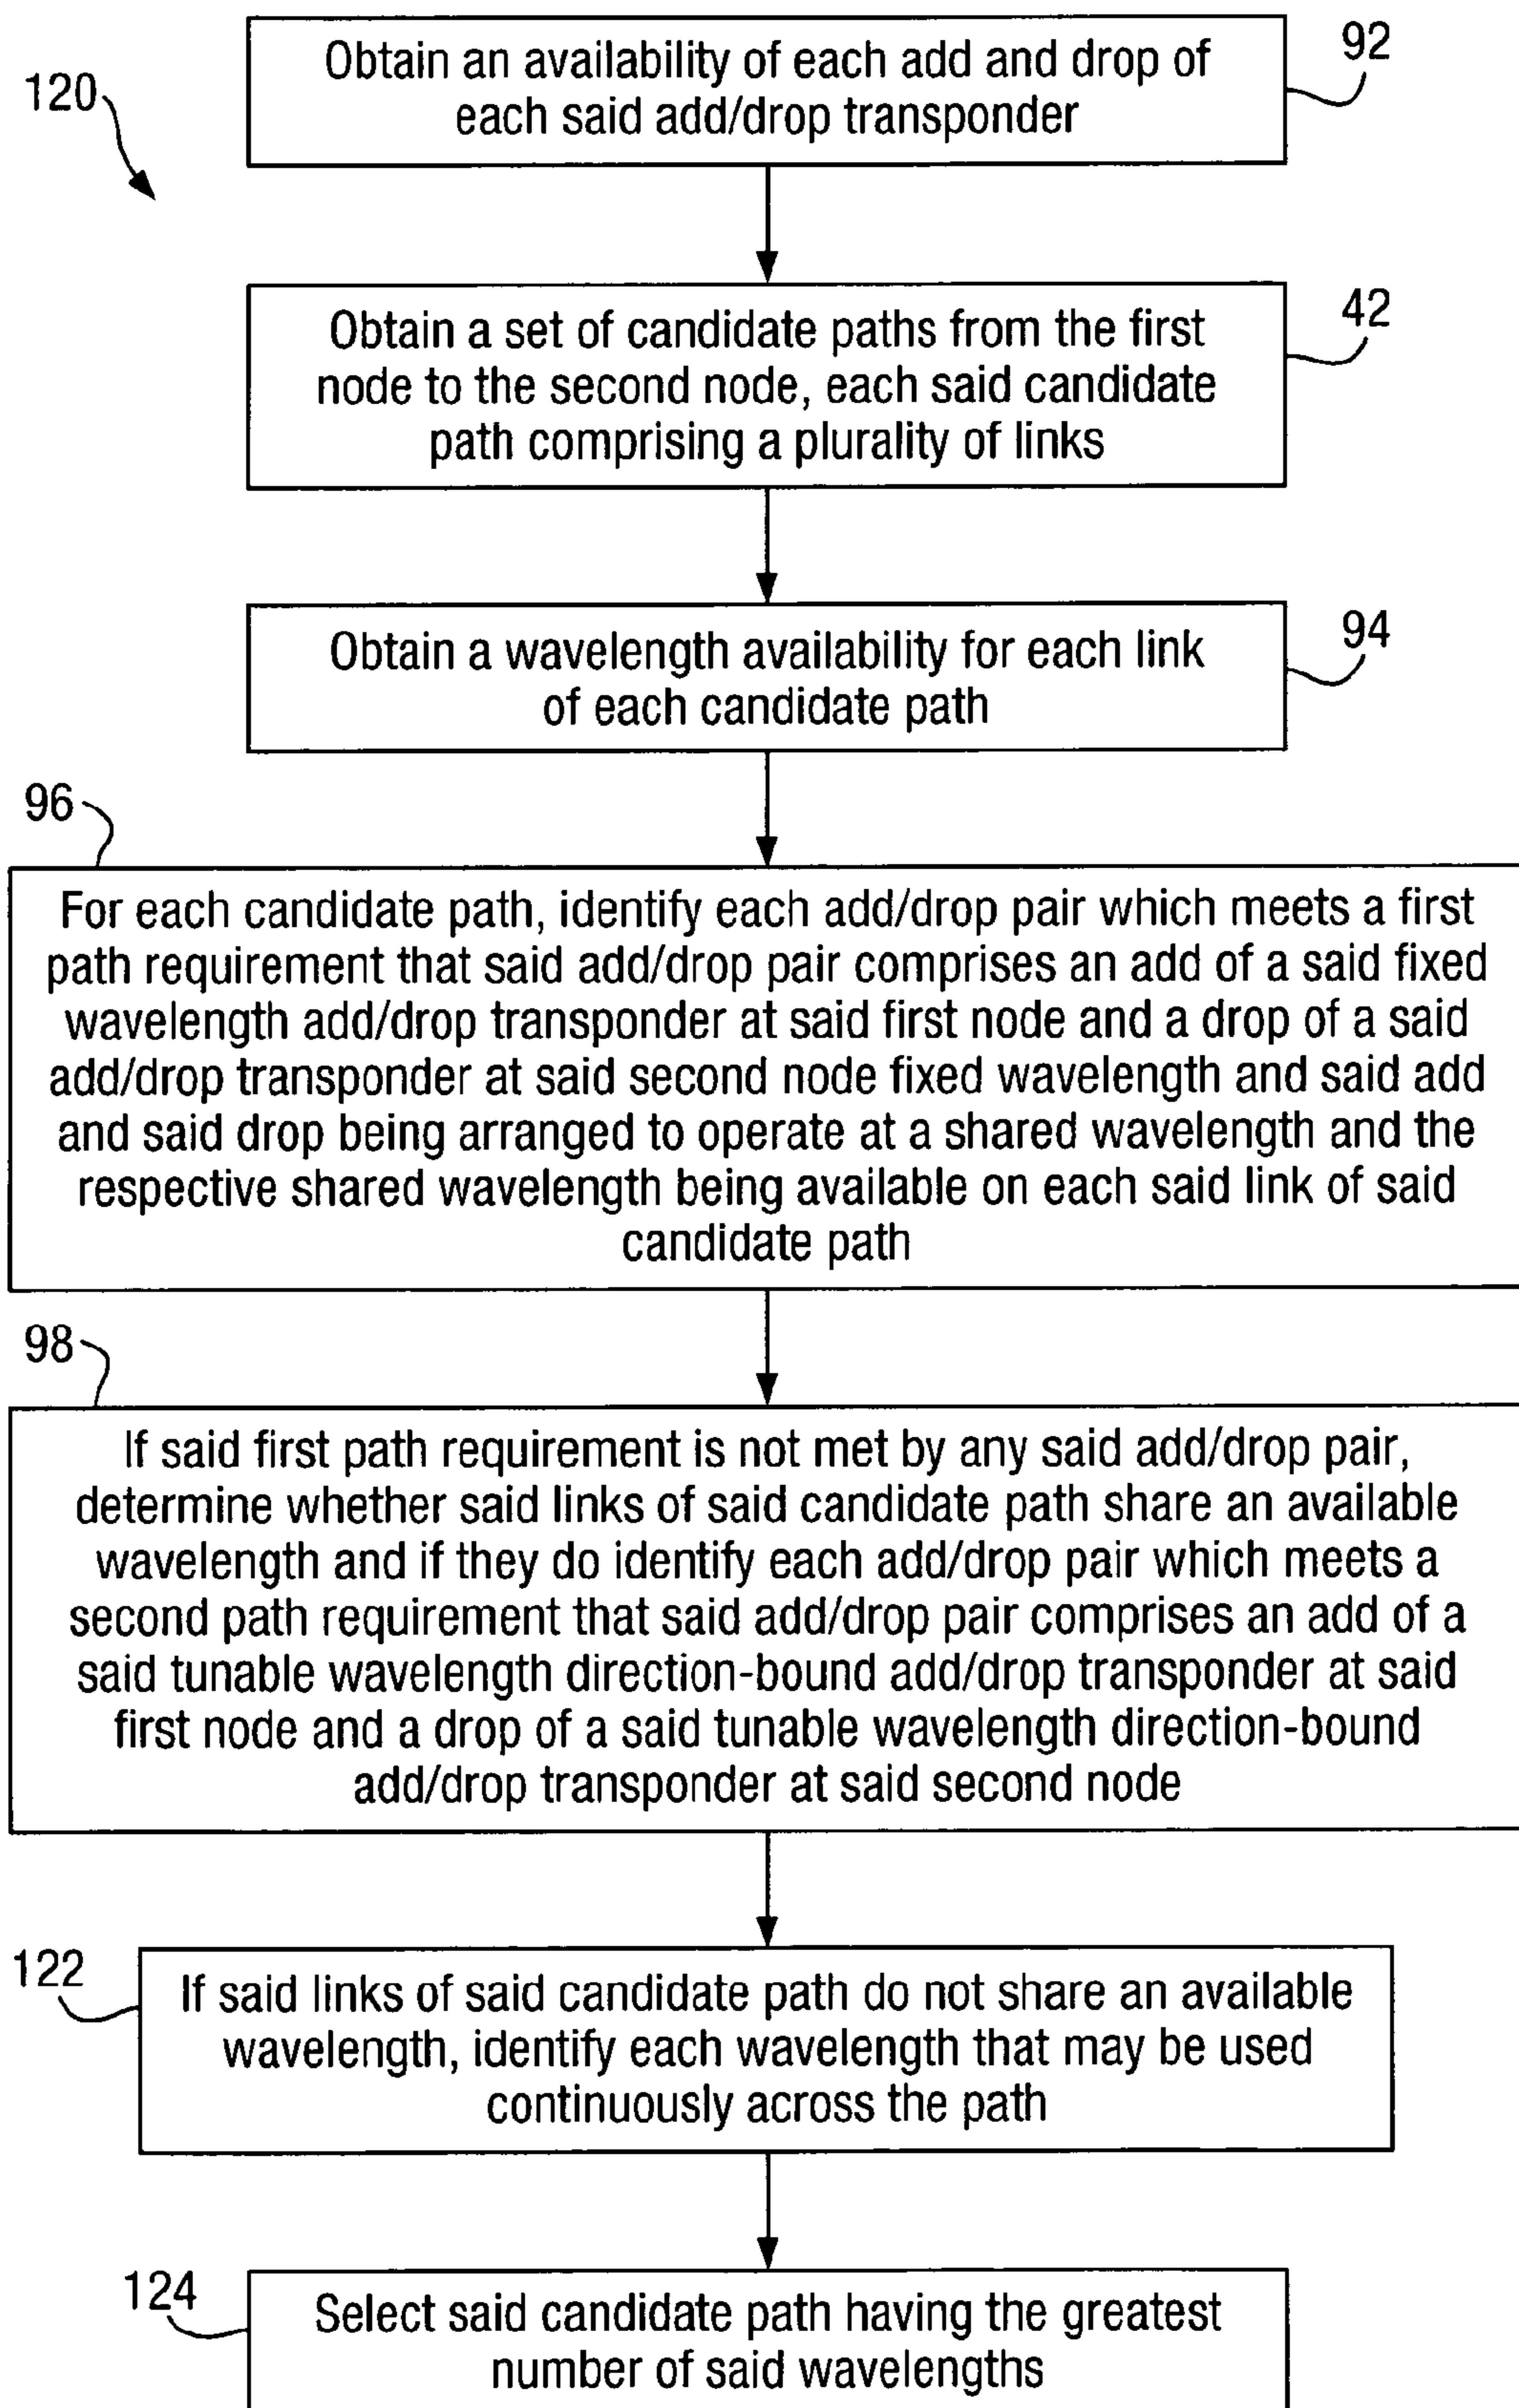 120
Obtain an availability of each add and drop of
each said add/drop transponder
92
Obtain a set of candidate paths from the first
node to the second node, each said candidate
path comprising a plurality of links
42
Obtain a wavelength availability for each link
of each candidate path
94
96
For each candidate path, identify each add/drop pair which meets a first
path requirement that said add/drop pair comprises an add of a said fixed
wavelength add/drop transponder at said first node and a drop of a said
add/drop transponder at said second node fixed wavelength and said add
and said drop being arranged to operate at a shared wavelength and the
respective shared wavelength being available on each said link of said
candidate path
98
If said first path requirement is not met by any said add/drop pair,
determine whether said links of said candidate path share an available
wavelength and if they do identify each add/drop pair which meets a
second path requirement that said add/drop pair comprises an add of a
said tunable wavelength direction-bound add/drop transponder at said
first node and a drop of a said tunable wavelength direction-bound
add/drop transponder at said second node
122
If said links of said candidate path do not share an available
wavelength, identify each wavelength that may be used
continuously across the path
124
Select said candidate path having the greatest
number of said wavelengths